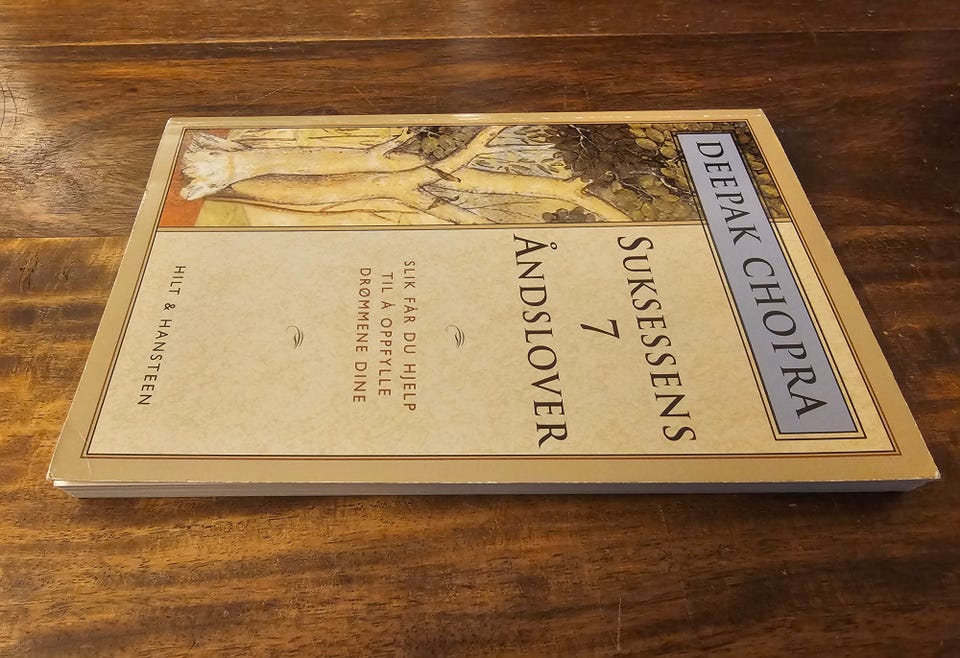 DEEPAK CHOPRA
SUKSESSENS
7
ÅNDSLOVER
SLIK FÅR DU HJELP
TIL Å OPPFYLLE
DRØMMENE DINE
HILT & HANSTEEN